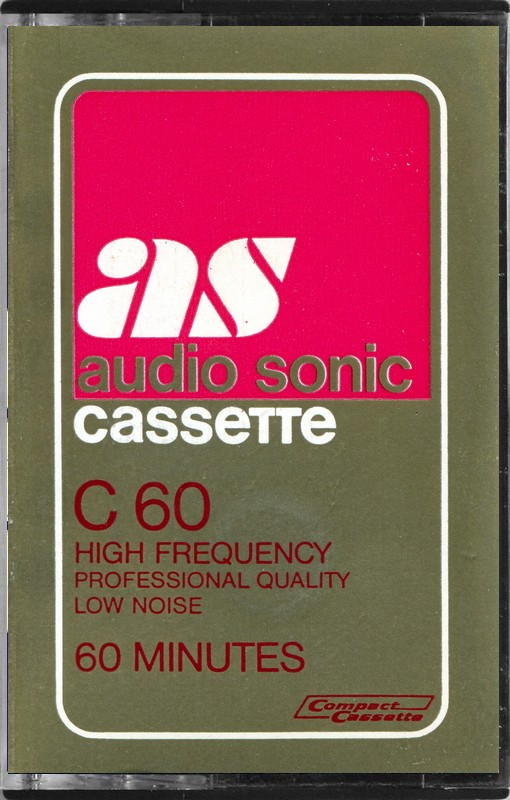 as
audio sonic
casseTTe
C 60
HIGH FREQUENCY
PROFESSIONAL QUALITY
LOW NOISE
60 MINUTES
Compact
Cassette